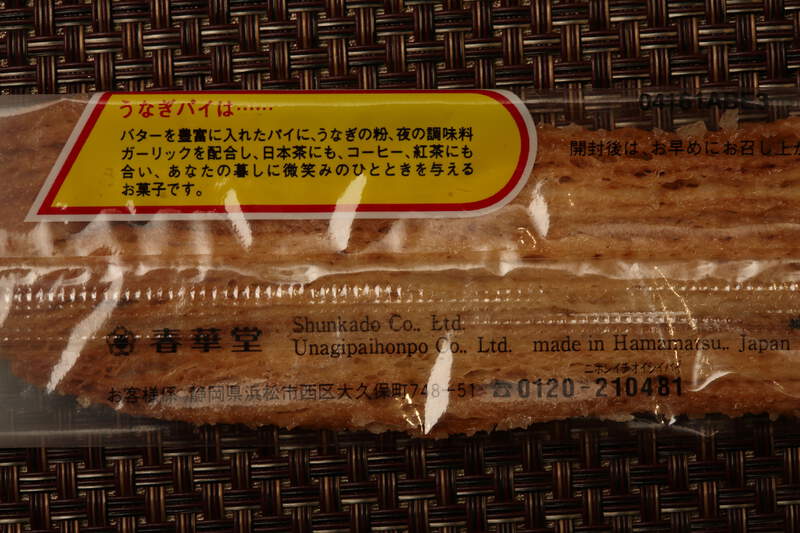 うなぎパイは……
バターを豊富に入れたパイに、うなぎの粉、夜の調味料
ガーリックを配合し、日本茶にも、コーヒー、紅茶にも
合い、あなたの暮しに微笑みのひとときを与える
お菓子です。
開封後は、お早めにお召し上が
春華堂
Shunkado Co., Ltd.
Unagipaihonpo Co., Ltd. made in Hamamatsu., Japan
ニホンイチオイシイパイ
お客様係 静岡県浜松市西区大久保町748-51 ☎0120-210481